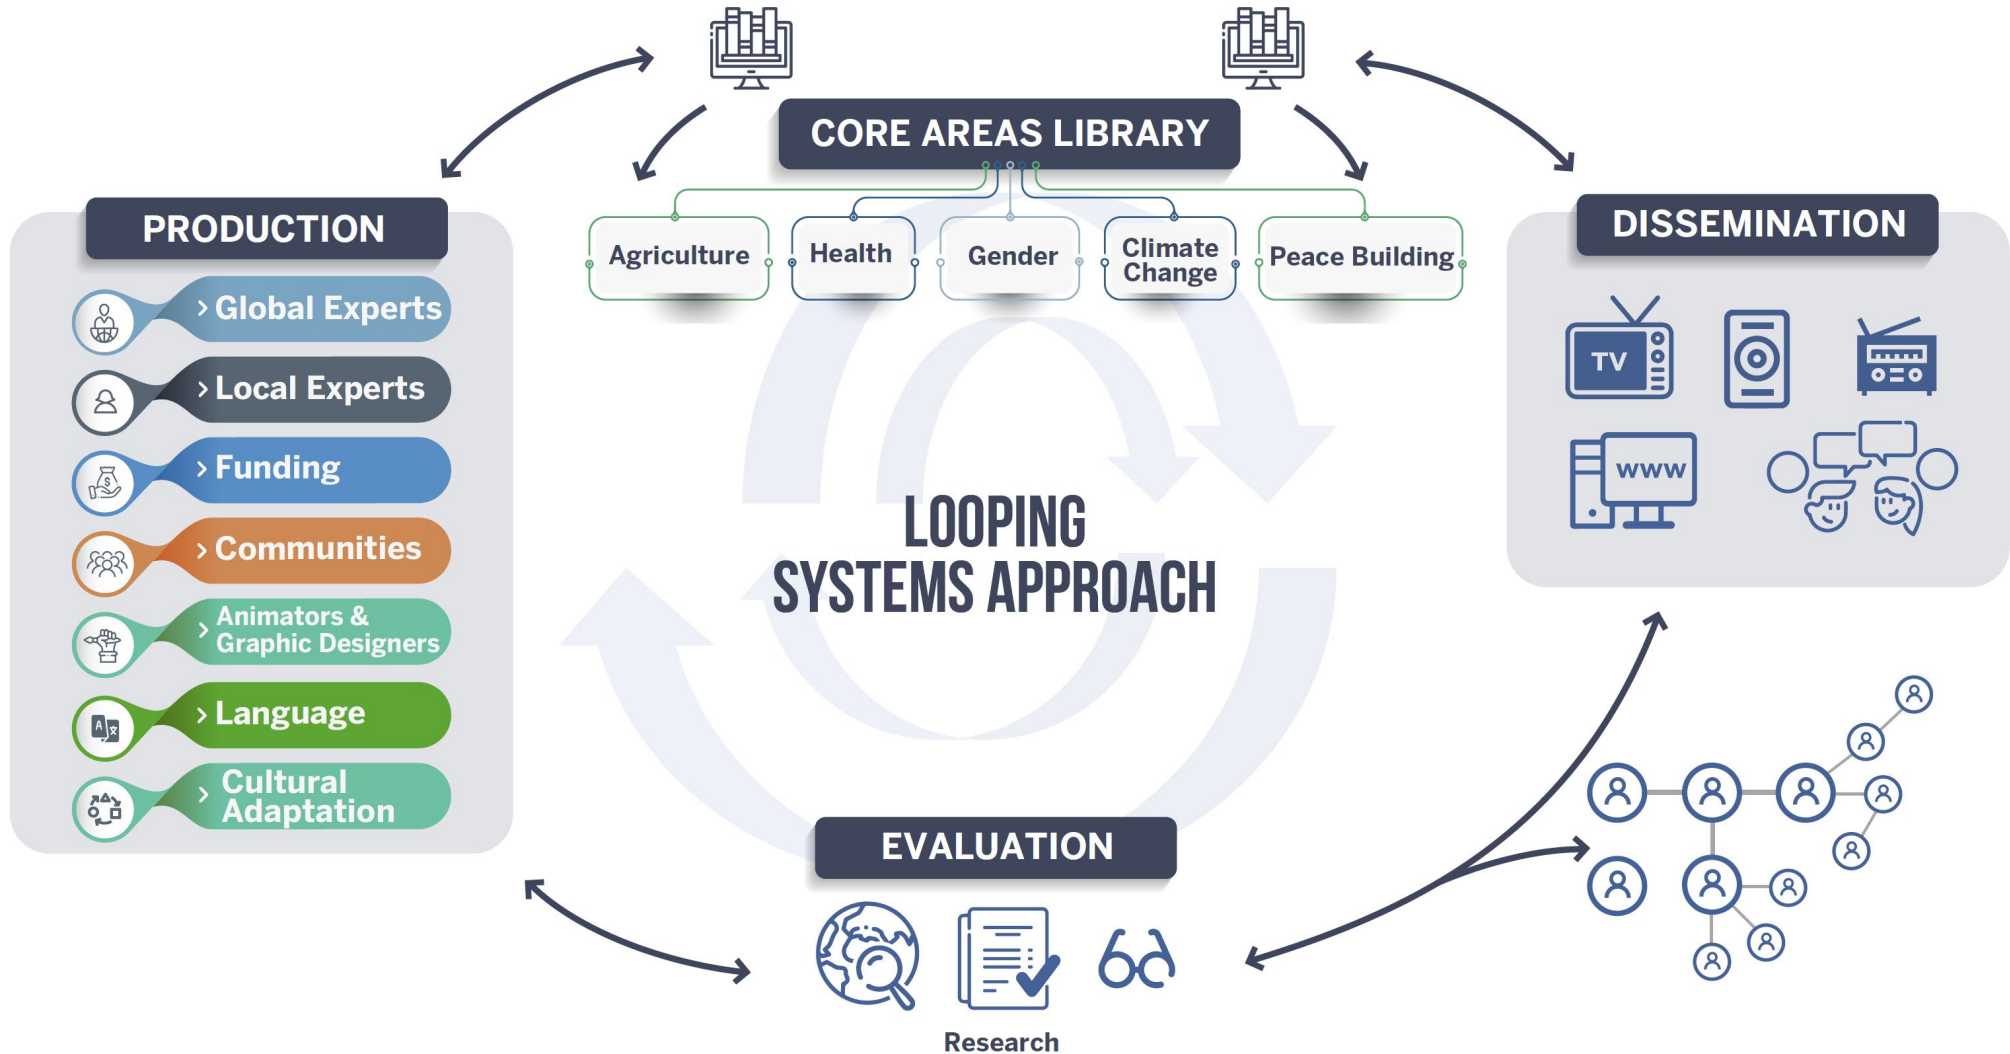 CORE AREAS LIBRARY
Agriculture
Health
Gender
Climate
Change
Peace Building
PRODUCTION
> Global Experts
> Local Experts
> Funding
> Communities
> Animators &
Graphic Designers
> Language
> Cultural
Adaptation
DISSEMINATION
TV
WWW
LOOPING
SYSTEMS APPROACH
EVALUATION
Research